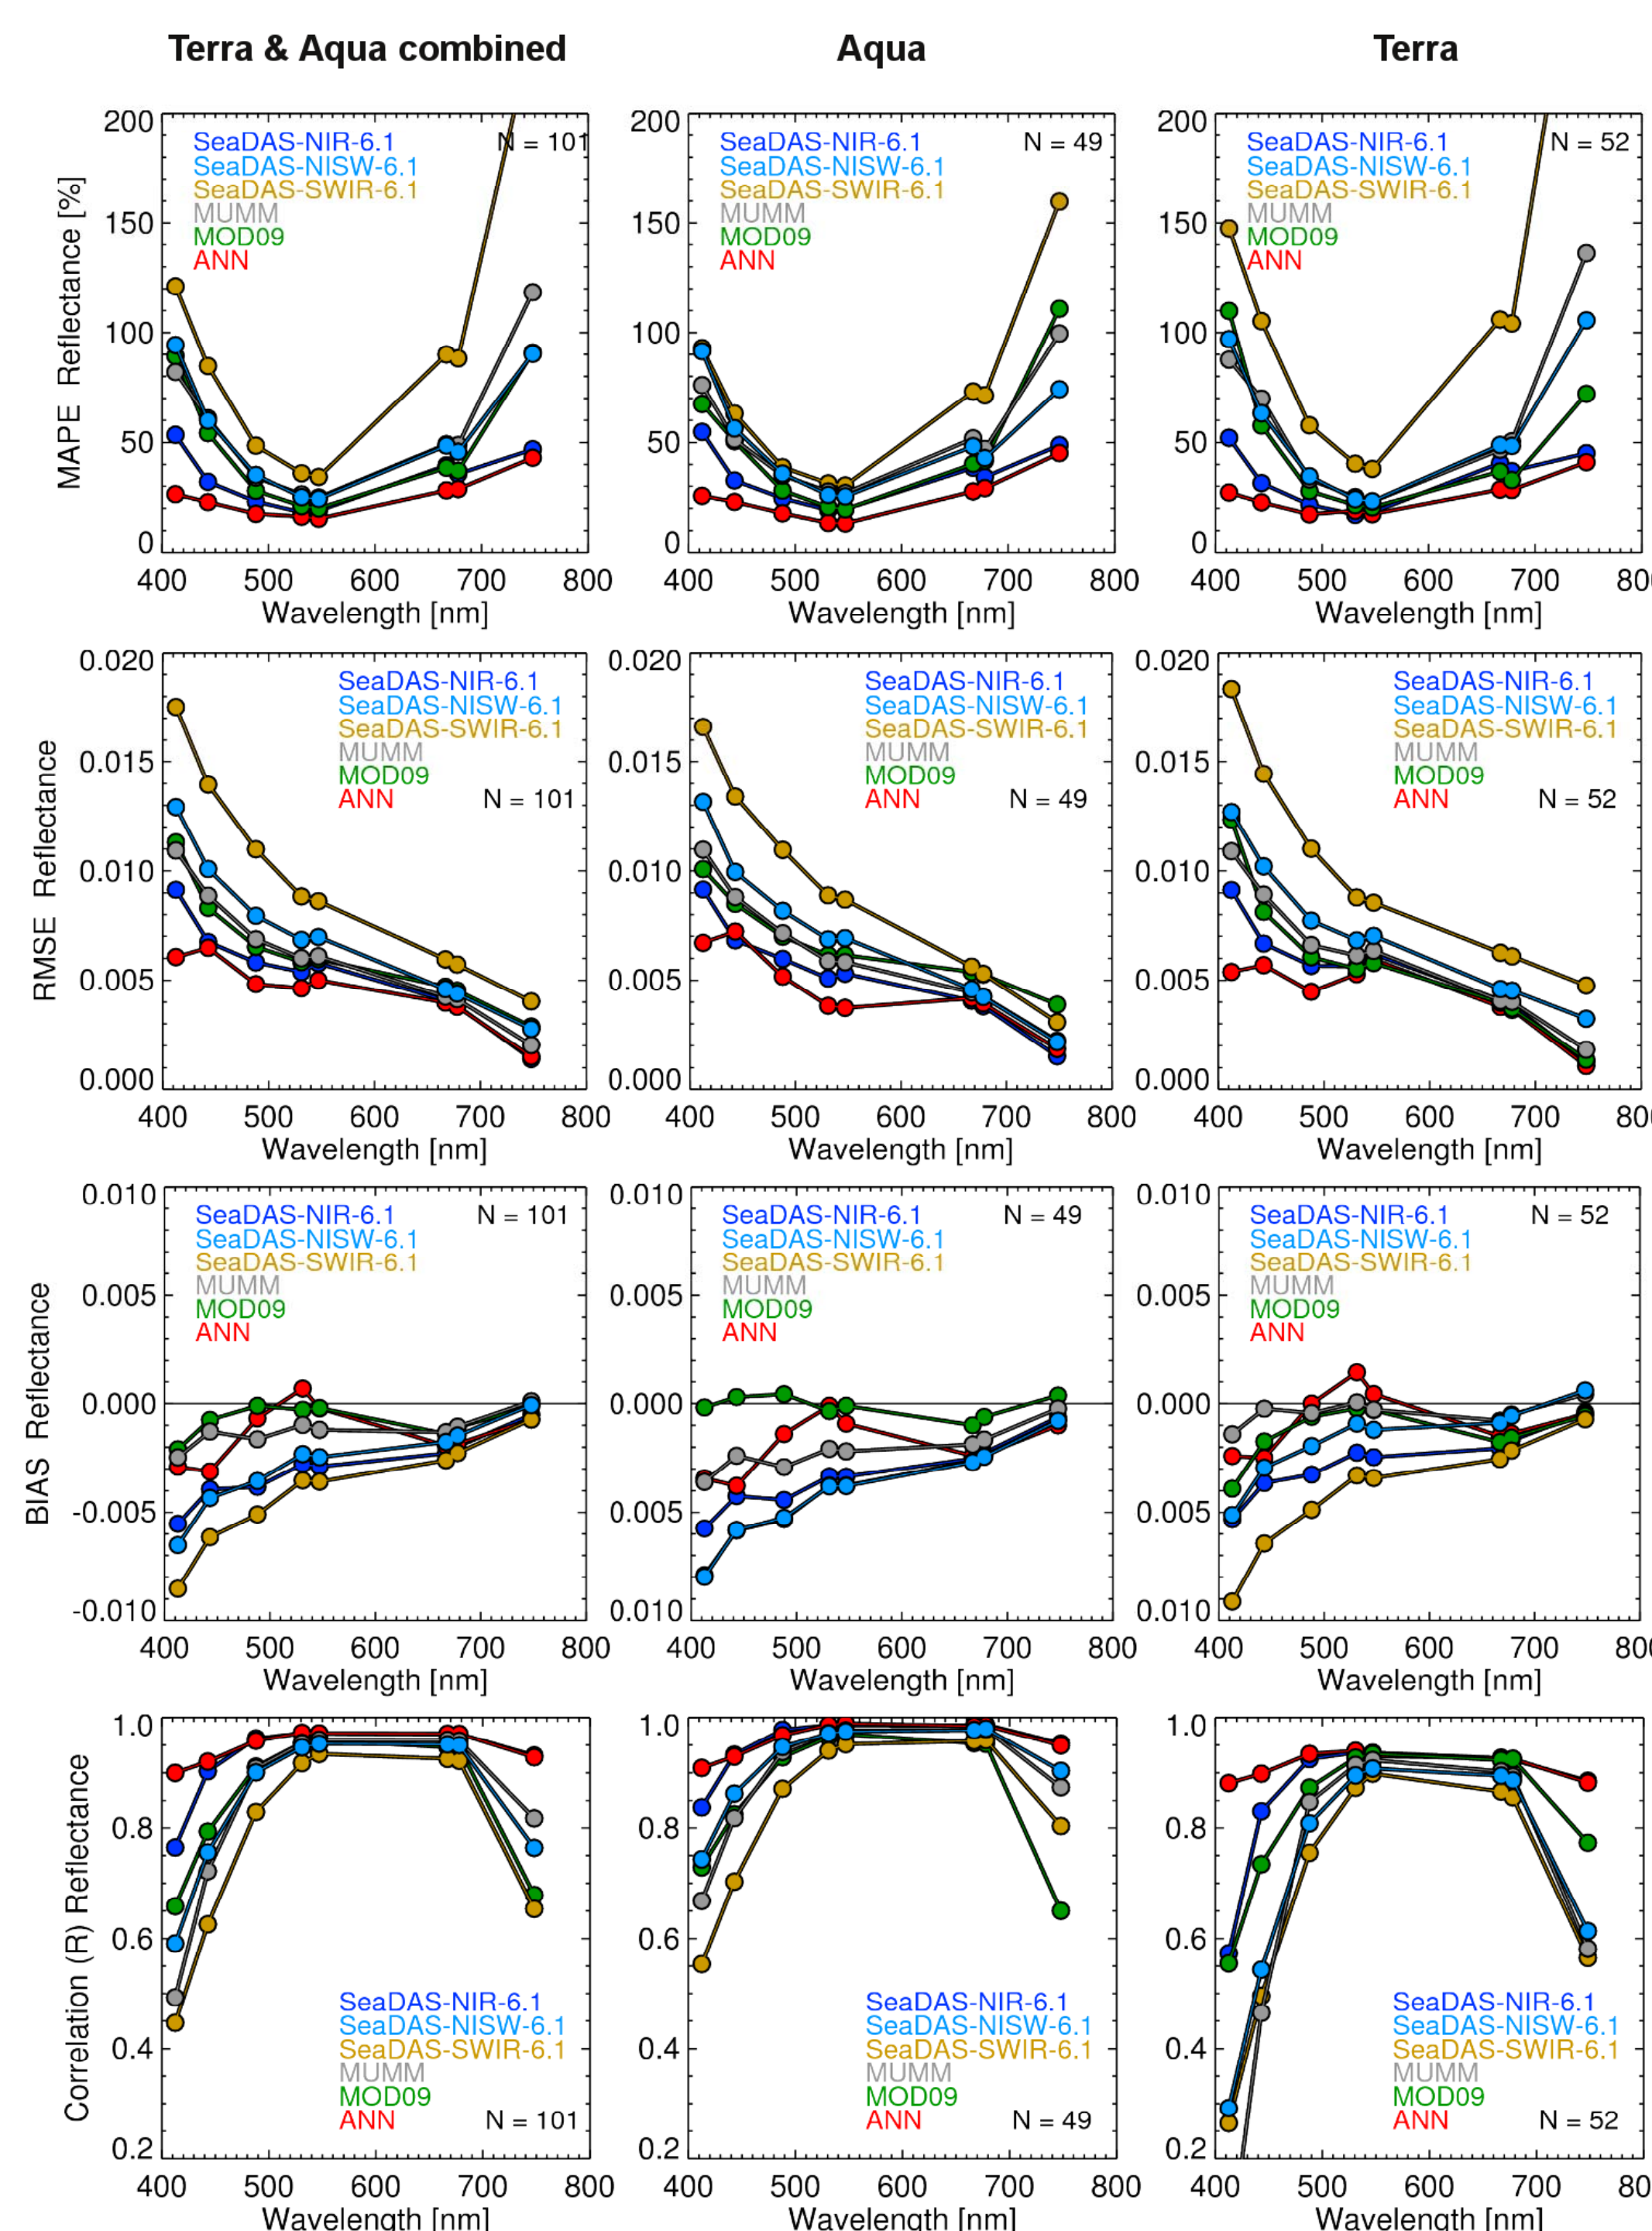 Terra & Aqua combined Aqua Terra
MAPE Reflectance [%]
200
150
100
50
0
SeaDAS-NIR-6.1
SeaDAS-NISW-6.1
SeaDAS-SWIR-6.1
MUMM
MOD09
ANN
N = 101
400 500 600 700 800
Wavelength [nm]
200
150
100
50
0
SeaDAS-NIR-6.1
SeaDAS-NISW-6.1
SeaDAS-SWIR-6.1
MUMM
MOD09
ANN
N = 49
400 500 600 700 800
Wavelength [nm]
200
150
100
50
0
SeaDAS-NIR-6.1
SeaDAS-NISW-6.1
SeaDAS-SWIR-6.1
MUMM
MOD09
ANN
N = 52
400 500 600 700 80
Wavelength [nm]
RMSE Reflectance
0.020
0.015
0.010
0.005
0.000
SeaDAS-NIR-6.1
SeaDAS-NISW-6.1
SeaDAS-SWIR-6.1
MUMM
MOD09
ANN N = 101
400 500 600 700 800
Wavelength [nm]
0.020
0.015
0.010
0.005
0.000
SeaDAS-NIR-6.1
SeaDAS-NISW-6.1
SeaDAS-SWIR-6.1
MUMM
MOD09
ANN N = 49
400 500 600 700 800
Wavelength [nm]
0.020
0.015
0.010
0.005
0.000
SeaDAS-NIR-6.1
SeaDAS-NISW-6.1
SeaDAS-SWIR-6.1
MUMM
MOD09
ANN N = 52
400 500 600 700 80
Wavelength [nm]
BIAS Reflectance
0.010
0.005
0.000
-0.005
-0.010
SeaDAS-NIR-6.1 N = 101
SeaDAS-NISW-6.1
SeaDAS-SWIR-6.1
MUMM
MOD09
ANN
400 500 600 700 800
Wavelength [nm]
0.010
0.005
0.000
0.005
0.010
SeaDAS-NIR-6.1 N = 49
SeaDAS-NISW-6.1
SeaDAS-SWIR-6.1
MUMM
MOD09
ANN
400 500 600 700 800
Wavelength [nm]
0.010
0.005
0.000
0.005
0.010
SeaDAS-NIR-6.1 N = 52
SeaDAS-NISW-6.1
SeaDAS-SWIR-6.1
MUMM
MOD09
ANN
400 500 600 700 80
Wavelength [nm]
Correlation (R) Reflectance
1.0
0.8
0.6
0.4
0.2
SeaDAS-NIR-6.1
SeaDAS-NISW-6.1
SeaDAS-SWIR-6.1
MUMM
MOD09
ANN N = 101
400 500 600 700 800
Wavelength [nm]
1.0
0.8
0.6
0.4
0.2
SeaDAS-NIR-6.1
SeaDAS-NISW-6.1
SeaDAS-SWIR-6.1
MUMM
MOD09
ANN N = 49
400 500 600 700 800
Wavelength [nm]
1.0
0.8
0.6
0.4
0.2
SeaDAS-NIR-6.1
SeaDAS-NISW-6.1
SeaDAS-SWIR-6.1
MUMM
MOD09
ANN N = 52
400 500 600 700 80
Wavelength [nm]